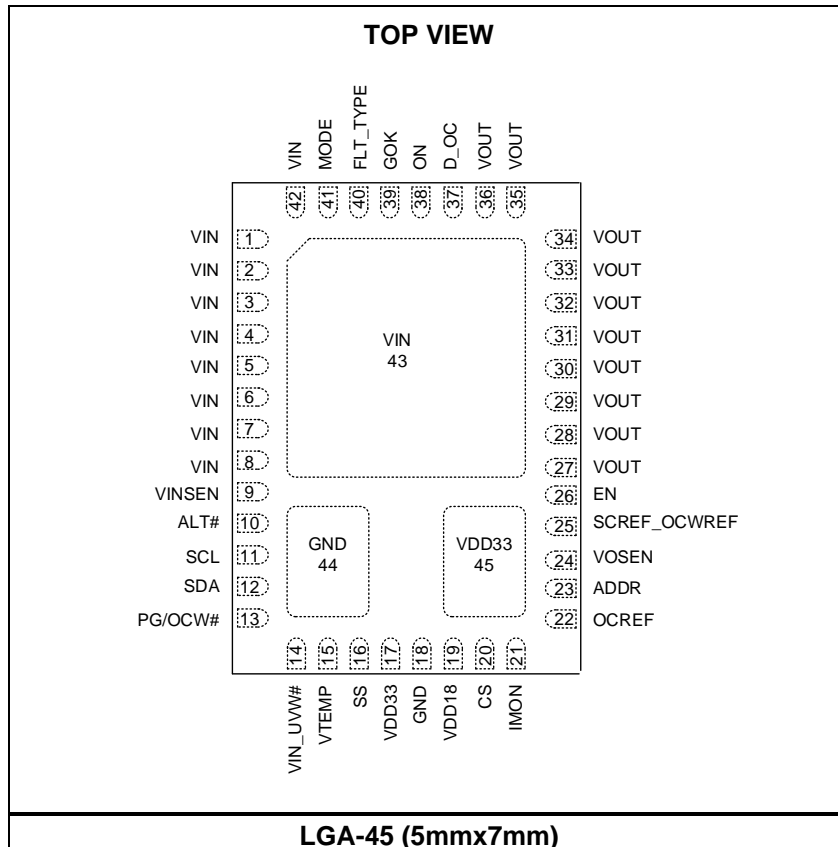 TOP VIEW
VIN
MODE
FLT_TYPE
GOK
ON
D_OC
VOUT
VOUT
42
41
40
39
38
37
36
35
VIN 1
34 VOUT
VIN 2
33 VOUT
VIN 3
32 VOUT
VIN 4
31 VOUT
VIN 5
30 VOUT
VIN 6
29 VOUT
VIN 7
28 VOUT
VIN 8
27 VOUT
VIN
43
VINSEN 9
26 EN
ALT# 10
25 SCREF_OCWREF
SCL 11
24 VOSEN
SDA 12
23 ADDR
PG/OCW# 13
22 OCREF
GND
44
VDD33
45
14
15
16
17
18
19
20
21
VIN_UVW#
VTEMP
SS
VDD33
GND
VDD18
CS
IMON
LGA-45 (5mmx7mm)